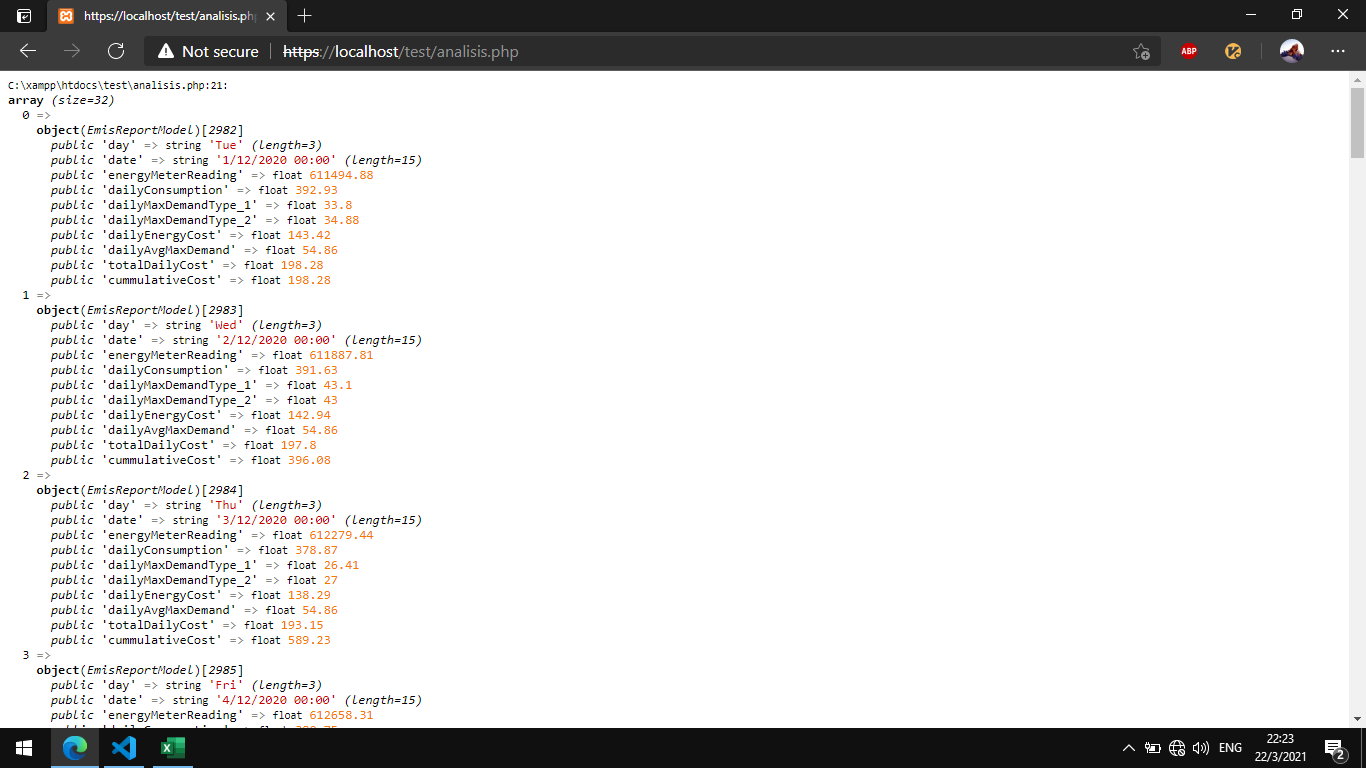 https://localhost/test/analisis.php
Not secure
https://localhost/test/analisis.php
ABP
C:\xampp\htdocs\test\analisis.php:21:
array (size=32)
0 =>
object(EmisReportModel)[2982]
public 'day' => string 'Tue' (length=3)
public 'date' => string '1/12/2020 00:00' (length=15)
public 'energyMeterReading' => float 611494.88
public 'dailyConsumption' => float 392.93
public 'dailyMaxDemandType_1' => float 33.8
public 'dailyMaxDemandType_2' => float 34.88
public 'dailyEnergyCost' => float 143.42
public 'dailyAvgMaxDemand' => float 54.86
public 'totalDailyCost' => float 198.28
public 'cummulativeCost' => float 198.28
1 =>
object(EmisReportModel)[2983]
public 'day' => string 'Wed' (length=3)
public 'date' => string '2/12/2020 00:00' (length=15)
public 'energyMeterReading' => float 611887.81
public 'dailyConsumption' => float 391.63
public 'dailyMaxDemandType_1' => float 43.1
public 'dailyMaxDemandType_2' => float 43
public 'dailyEnergyCost' => float 142.94
public 'dailyAvgMaxDemand' => float 54.86
public 'totalDailyCost' => float 197.8
public 'cummulativeCost' => float 396.08
2 =>
object(EmisReportModel)[2984]
public 'day' => string 'Thu' (length=3)
public 'date' => string '3/12/2020 00:00' (length=15)
public 'energyMeterReading' => float 612279.44
public 'dailyConsumption' => float 378.87
public 'dailyMaxDemandType_1' => float 26.41
public 'dailyMaxDemandType_2' => float 27
public 'dailyEnergyCost' => float 138.29
public 'dailyAvgMaxDemand' => float 54.86
public 'totalDailyCost' => float 193.15
public 'cummulativeCost' => float 589.23
3 =>
object(EmisReportModel)[2985]
public 'day' => string 'Fri' (length=3)
public 'date' => string '4/12/2020 00:00' (length=15)
public 'energyMeterReading' => float 612658.31
ENG
22:23
22/3/2021
2